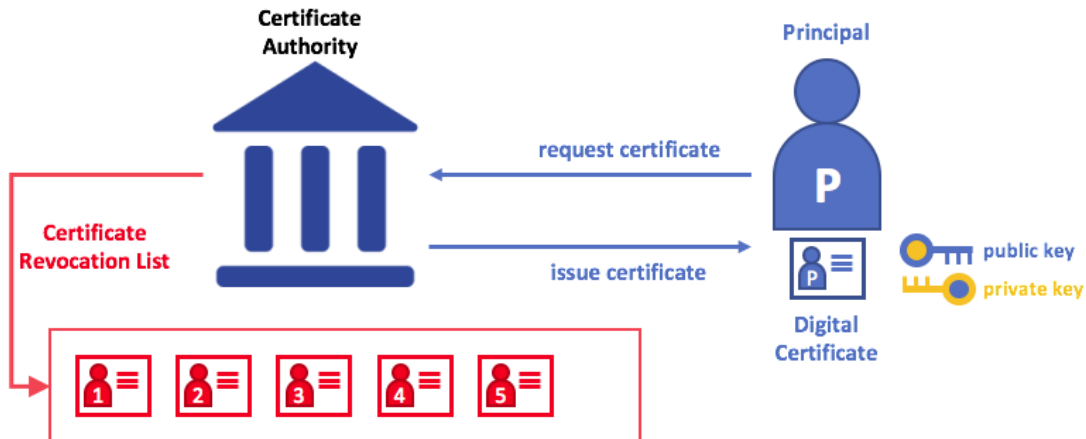 Certificate
Authority
Principal
request certificate
P
Certificate
Revocation List
issue certificate
public key
P
private key
Digital
Certificate
1
2
3
4
5